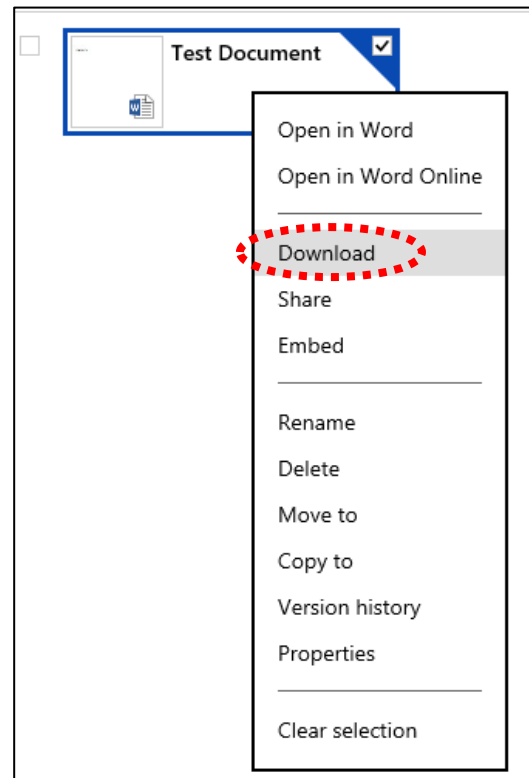 Test Document
Open in Word
Open in Word Online
Download
Share
Embed
Rename
Delete
Move to
Copy to
Version history
Properties
Clear selection